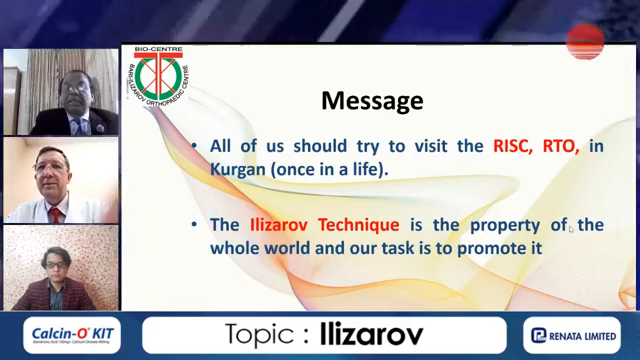 BIO-CENTRE
BARI-ILIZAROV ORTHOPAEDIC CENTRE
Message
• All of us should try to visit the RISC, RTO, in
Kurgan (once in a life).
• The Ilizarov Technique is the property of the
whole world and our task is to promote it
Calcin-O® KIT
Topic : Ilizarov
RENATA LIMITED